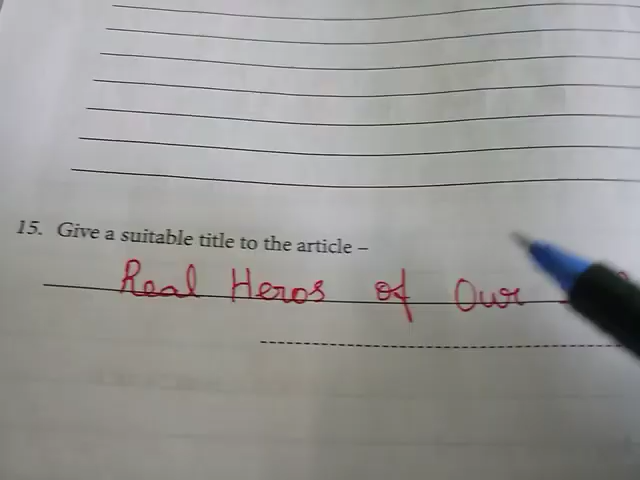 15. Give a suitable title to the article –
Real Heros of Our